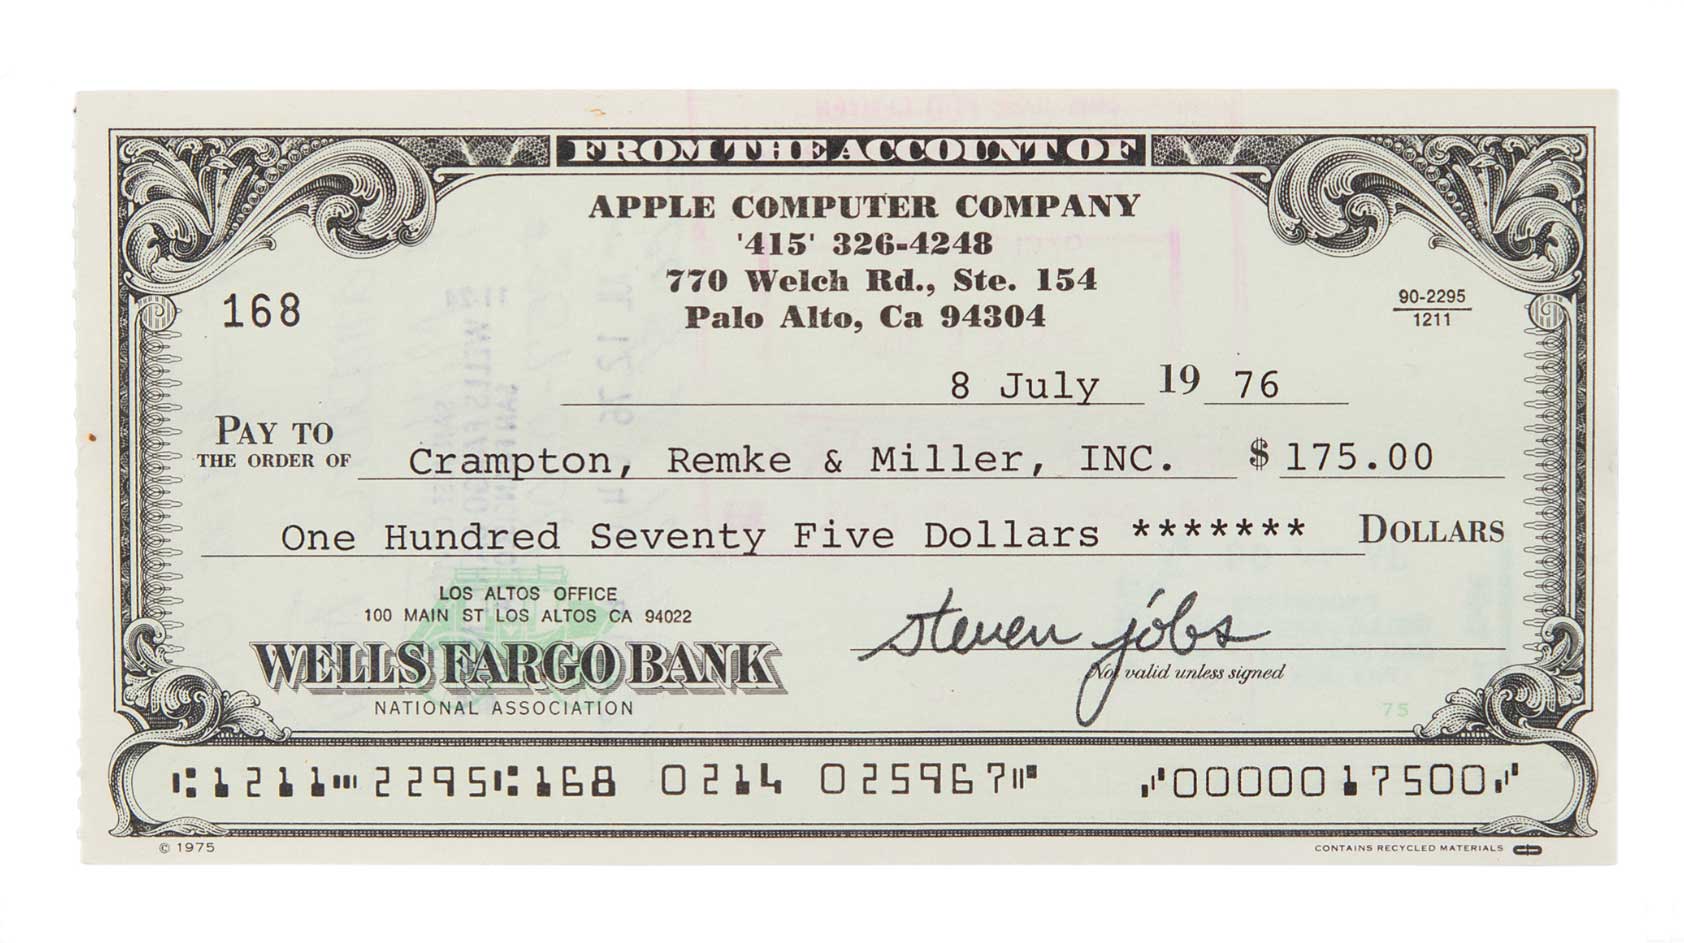 FROM THE ACCOUNT OF
APPLE COMPUTER COMPANY
'415' 326-4248
770 Welch Rd., Ste. 154
Palo Alto, Ca 94304
168
90-2295
1211
8 July 19 76
PAY TO
THE ORDER OF Crampton, Remke & Miller, INC. $ 175.00
One Hundred Seventy Five Dollars ******* DOLLARS
LOS ALTOS OFFICE
100 MAIN ST LOS ALTOS CA 94022
WELLS FARGO BANK
NATIONAL ASSOCIATION
steven jobs
Not valid unless signed
75
⑆1211⑉2295⑆168 0214 025967⑈ ⑇0000017500⑇
© 1975
CONTAINS RECYCLED MATERIALS